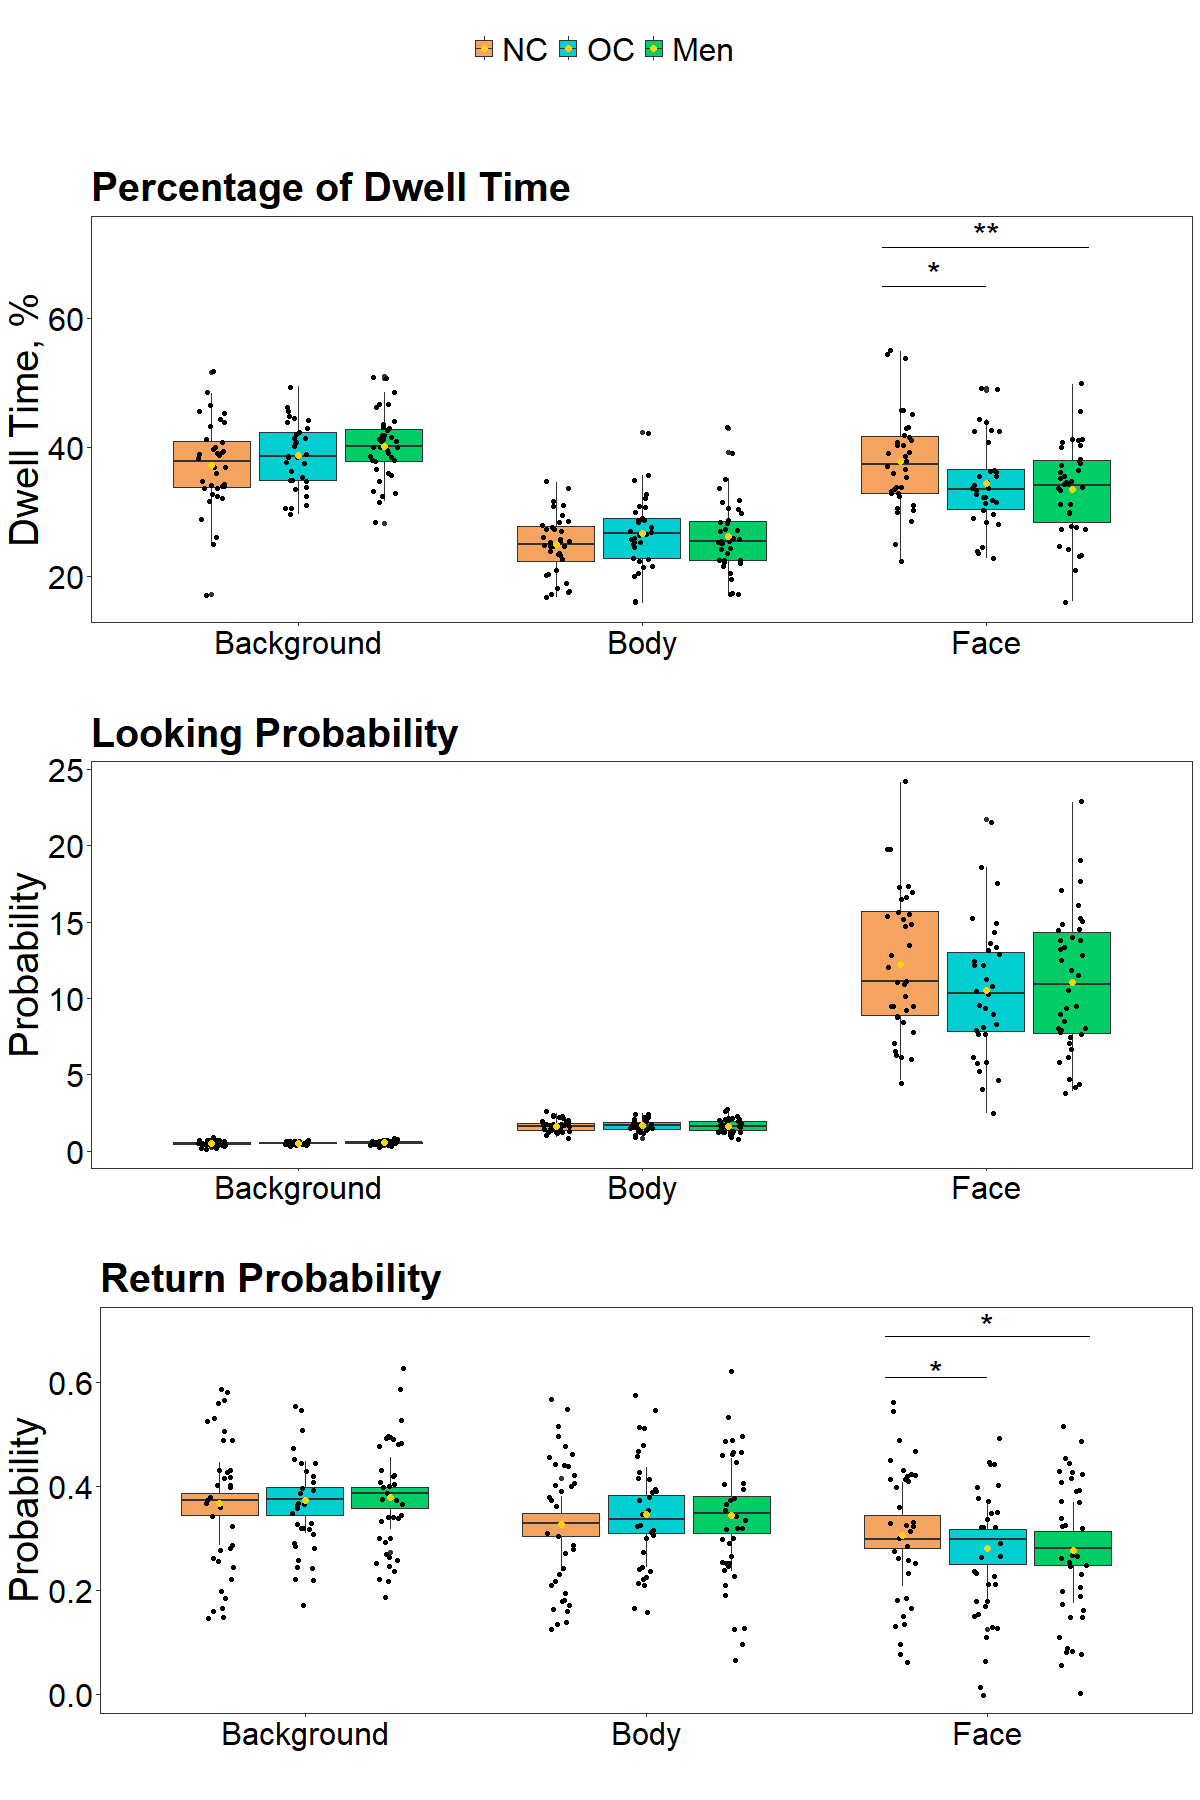 NC OC Men
Percentage of Dwell Time
Dwell Time, %
60
40
20
**
*
Background Body Face
Looking Probability
Probability
25
20
15
10
5
0
Background Body Face
Return Probability
Probability
0.6
0.4
0.2
0.0
*
*
Background Body Face